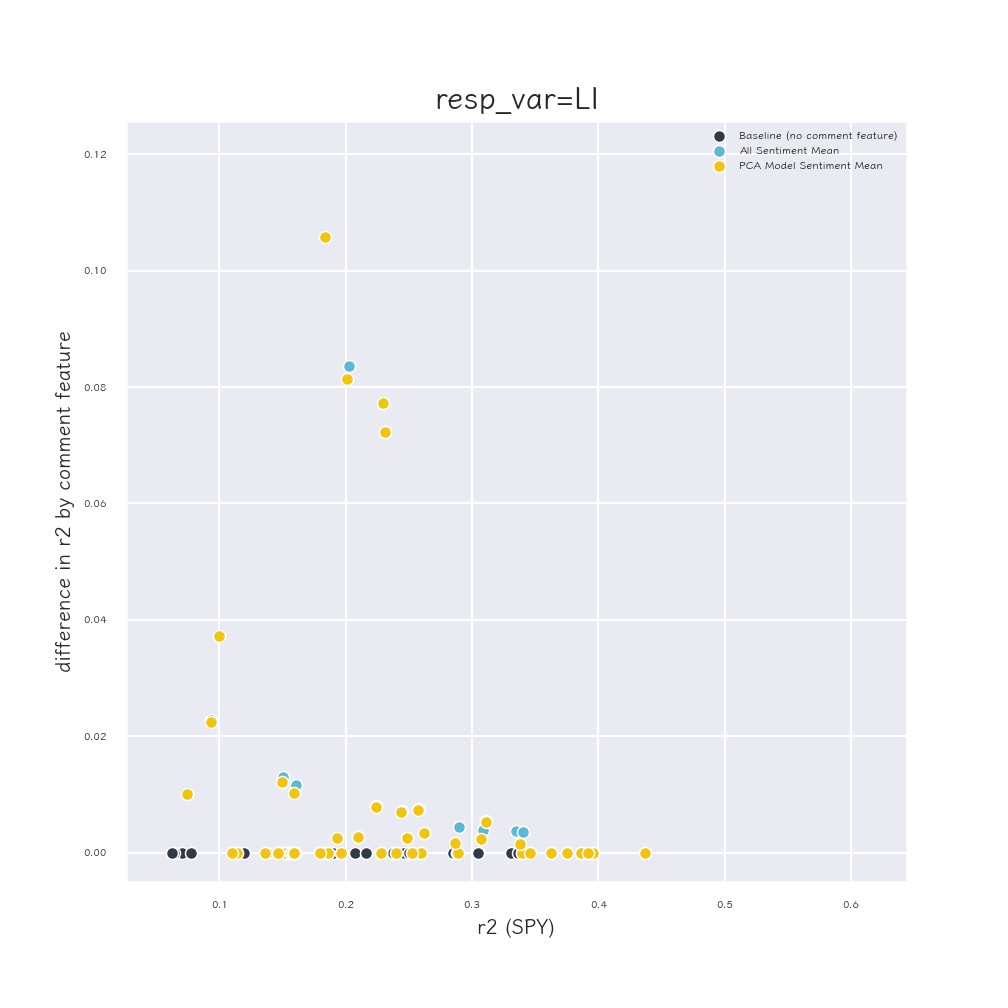 resp_var=LI
Baseline (no comment feature)
All Sentiment Mean
PCA Model Sentiment Mean
0.12
0.10
0.08
0.06
0.04
0.02
0.00
difference in r2 by comment feature
0.1
0.2
0.3
0.4
0.5
0.6
r2 (SPY)